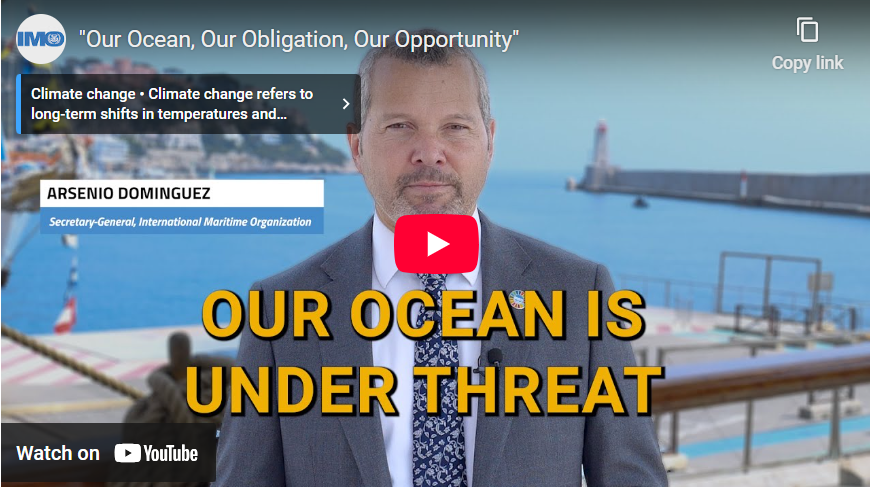 IMO
"Our Ocean, Our Obligation, Our Opportunity"
Copy link
Climate change • Climate change refers to
long-term shifts in temperatures and...
ARSENIO DOMINGUEZ
Secretary-General, International Maritime Organization
OUR OCEAN IS
UNDER THREAT
Watch on YouTube